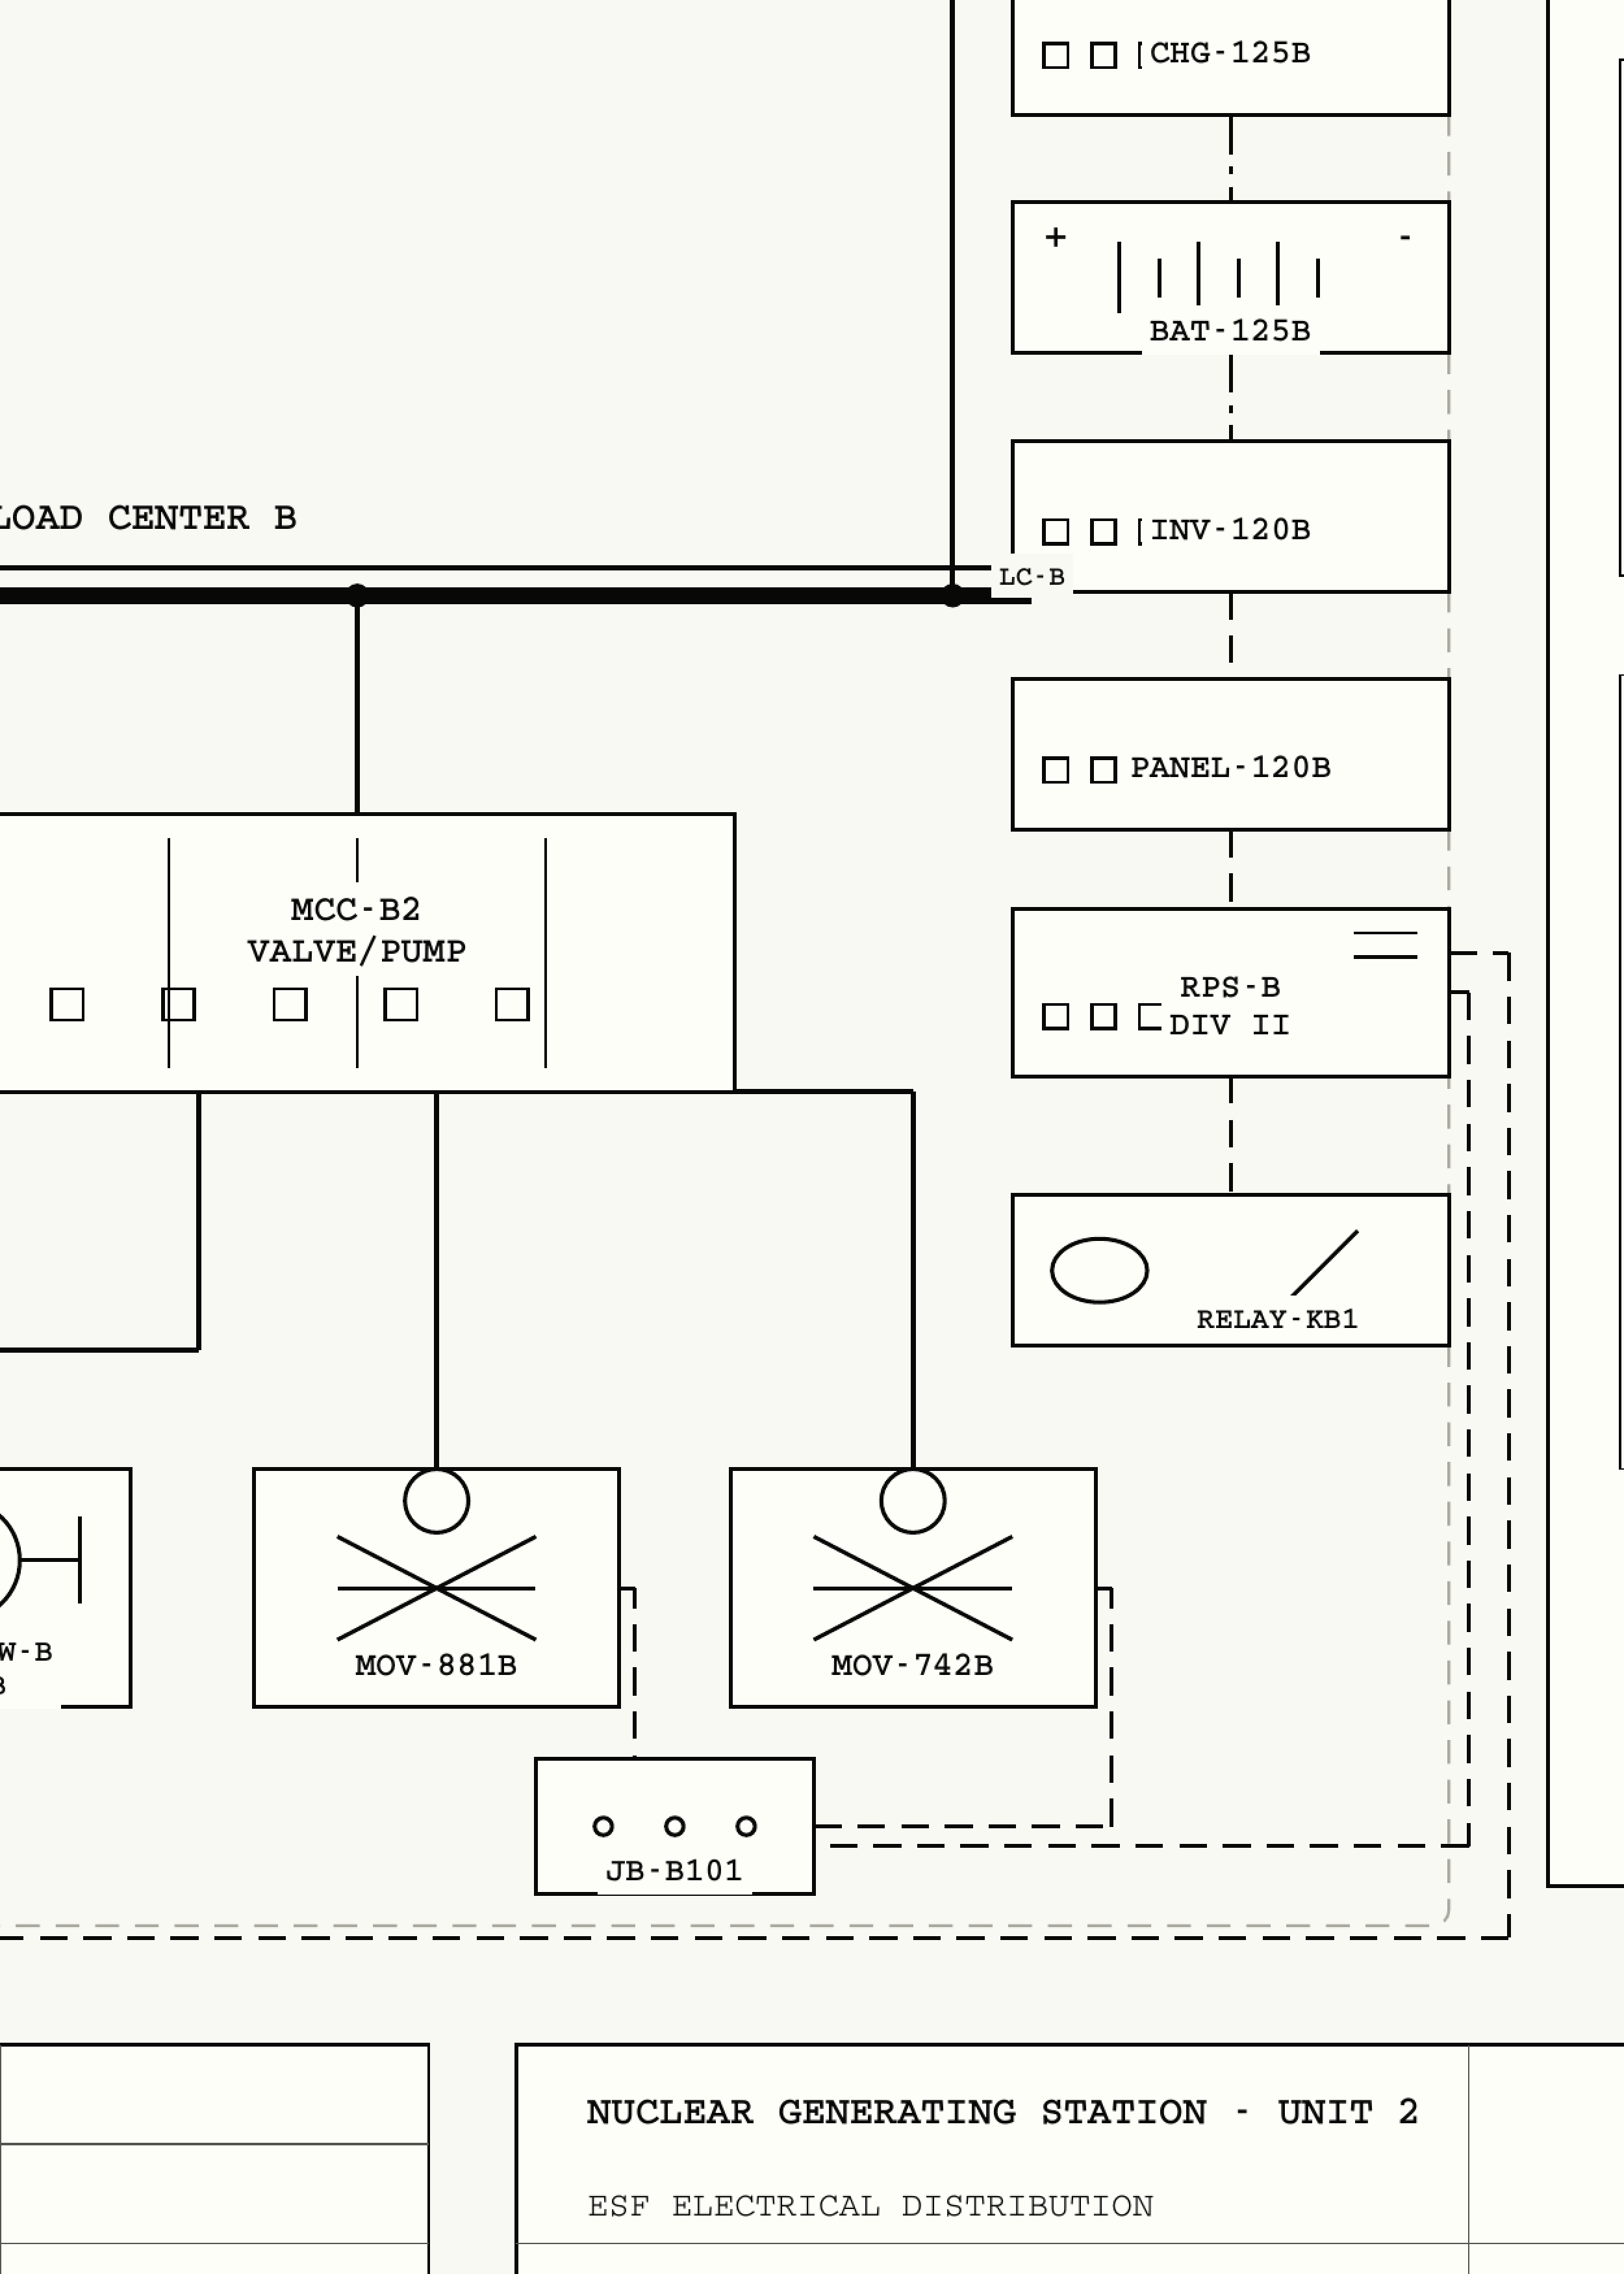 CHG-125B
+ -
BAT-125B
LOAD CENTER B
INV-120B
LC-B
PANEL-120B
MCC-B2
VALVE/PUMP
RPS-B
DIV II
RELAY-KB1
W-B
MOV-881B
MOV-742B
JB-B101
NUCLEAR GENERATING STATION - UNIT 2
ESF ELECTRICAL DISTRIBUTION